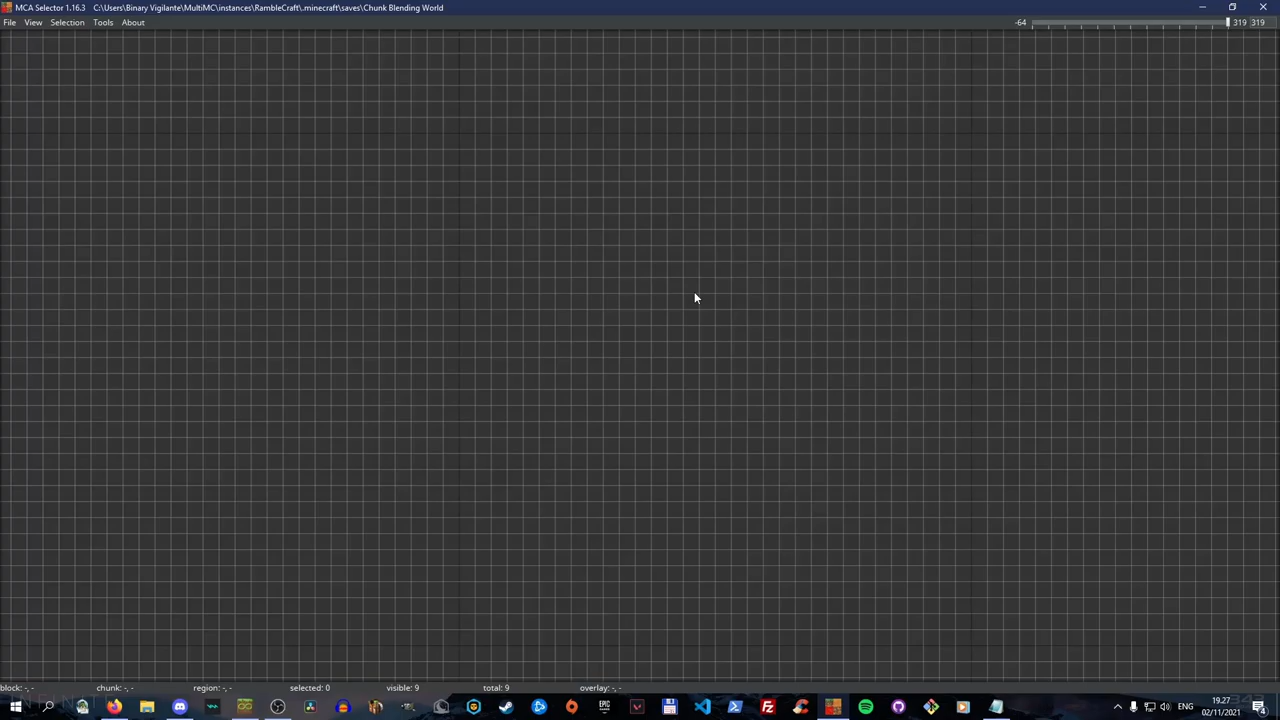 MCA Selector 1.16.3 C:\Users\Binary Vigilante\MultiMC\instances\RambleCraft\.minecraft\saves\Chunk Blending World
File View Selection Tools About -64 319 319
block: -, - chunk: -, - region: -, - selected: 0 visible: 9 total: 9 overlay: -, -
EPIC
ENG
19.27
02/11/2021
4